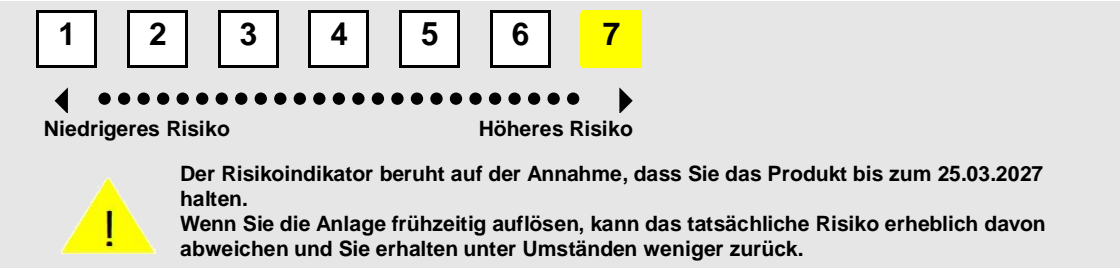 1 2 3 4 5 6 7
Niedrigeres Risiko Höheres Risiko
Der Risikoindikator beruht auf der Annahme, dass Sie das Produkt bis zum 25.03.2027
halten.
Wenn Sie die Anlage frühzeitig auflösen, kann das tatsächliche Risiko erheblich davon
abweichen und Sie erhalten unter Umständen weniger zurück.
!